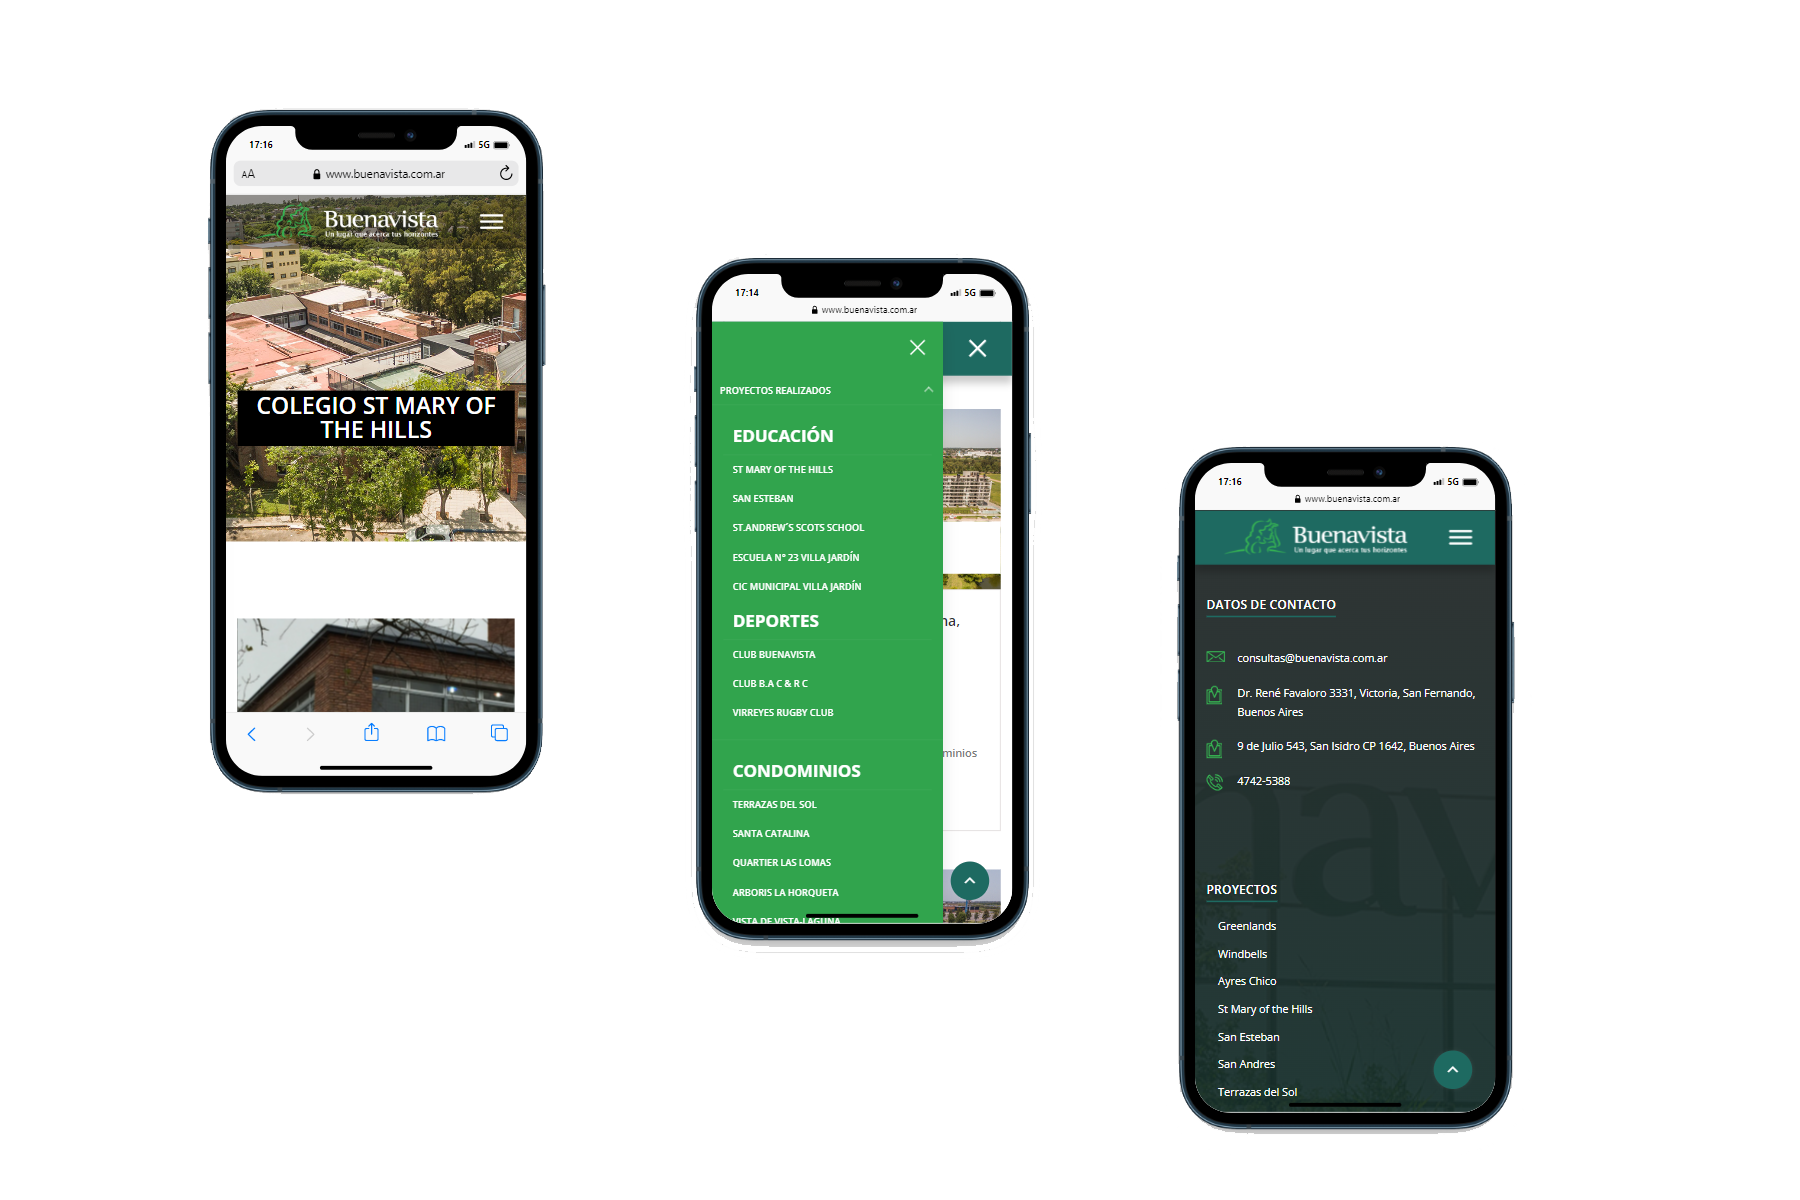 17:16
5G
AA
www.buenavista.com.ar
Buenavista
Un lugar que acerca tus horizontes
COLEGIO ST MARY OF
THE HILLS
17:14
5G
www.buenavista.com.ar
PROYECTOS REALIZADOS
EDUCACIÓN
ST MARY OF THE HILLS
SAN ESTEBAN
ST.ANDREW´S SCOTS SCHOOL
ESCUELA N° 23 VILLA JARDÍN
CIC MUNICIPAL VILLA JARDÍN
DEPORTES
CLUB BUENAVISTA
CLUB B.A C & R C
VIRREYES RUGBY CLUB
CONDOMINIOS
TERRAZAS DEL SOL
SANTA CATALINA
QUARTIER LAS LOMAS
ARBORIS LA HORQUETA
VISTA DE VISTA-LAGUNA
na,
minios
17:16
5G
www.buenavista.com.ar
Buenavista
Un lugar que acerca tus horizontes
DATOS DE CONTACTO
consultas@buenavista.com.ar
Dr. René Favaloro 3331, Victoria, San Fernando,
Buenos Aires
9 de Julio 543, San Isidro CP 1642, Buenos Aires
4742-5388
nav
PROYECTOS
Greenlands
Windbells
Ayres Chico
St Mary of the Hills
San Esteban
San Andres
Terrazas del Sol